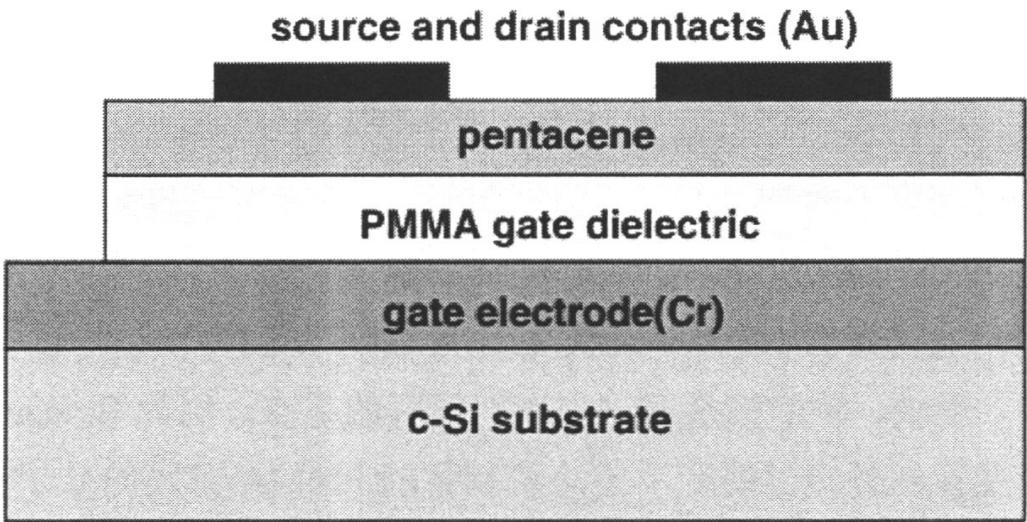 source and drain contacts (Au)
pentacene
PMMA gate dielectric
gate electrode(Cr)
c-Si substrate